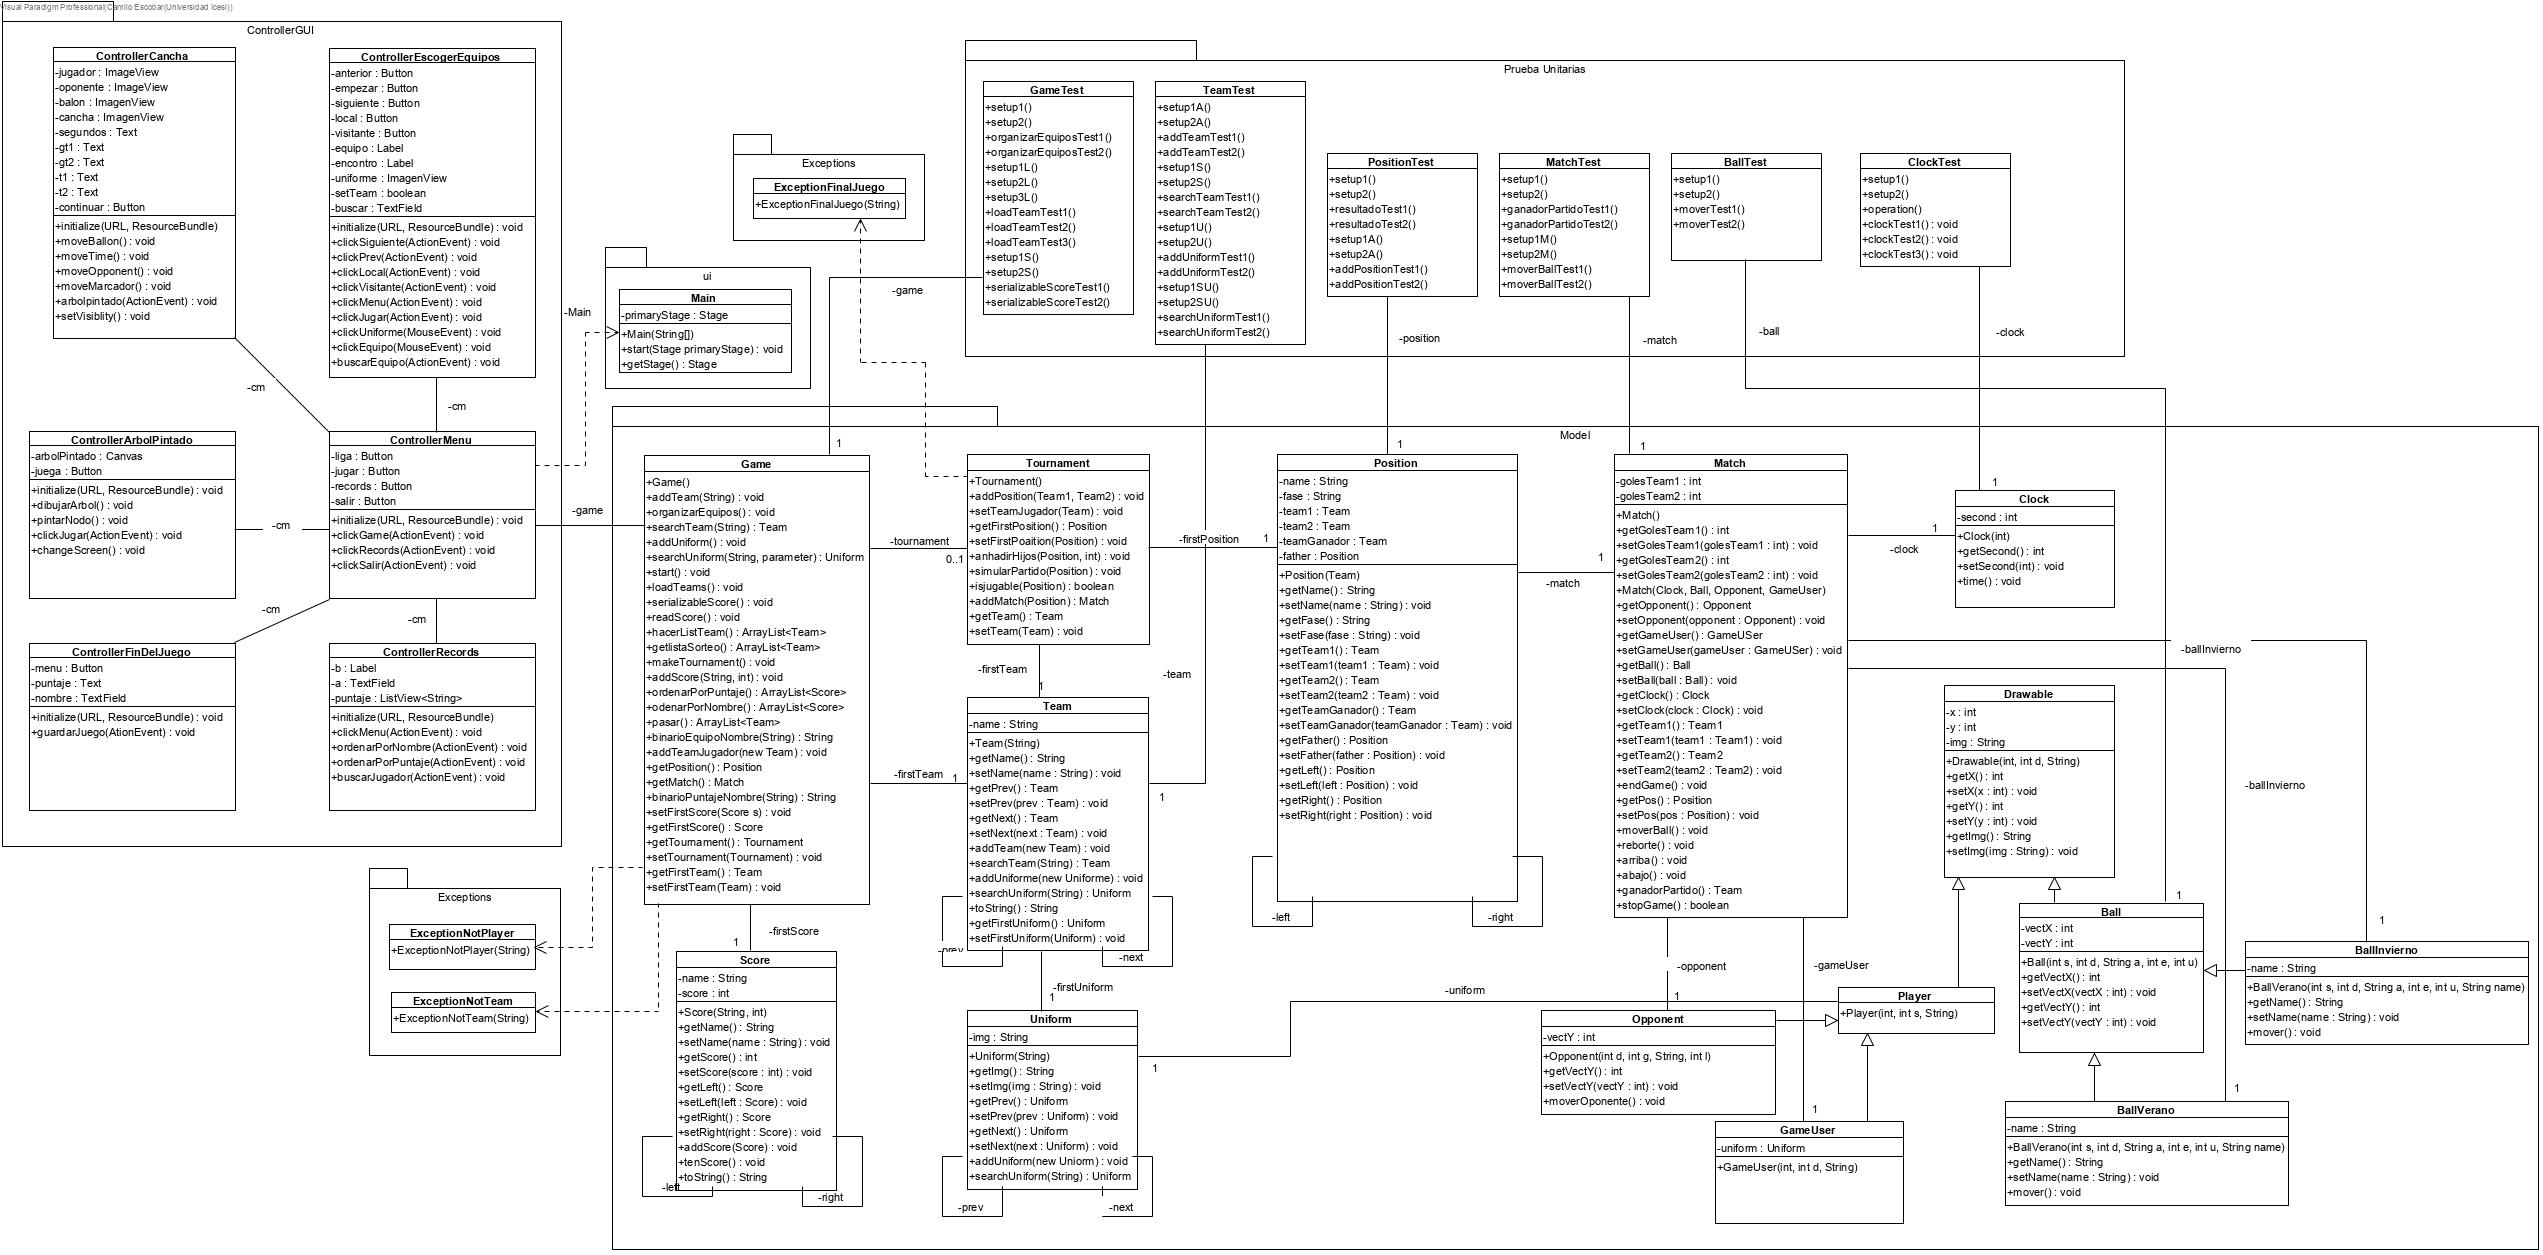 Visual Paradigm Professional(Camilo Escobar(Universidad Icesi))
ControllerGUI
ControllerCancha
-jugador : ImageView
-oponente : ImageView
-balon : ImagenView
-cancha : ImagenView
-segundos : Text
-gt1 : Text
-gt2 : Text
-t1 : Text
-t2 : Text
-continuar : Button
+initialize(URL, ResourceBundle)
+moveBallon() : void
+moveTime() : void
+moveOpponent() : void
+moveMarcador() : void
+arbolpintado(ActionEvent) : void
+setVisiblity() : void
ControllerEscogerEquipos
-anterior : Button
-empezar : Button
-siguiente : Button
-local : Button
-visitante : Button
-equipo : Label
-encontro : Label
-uniforme : ImagenView
-setTeam : boolean
-buscar : TextField
+initialize(URL, ResourceBundle) : void
+clickSiguiente(ActionEvent) : void
+clickPrev(ActionEvent) : void
+clickLocal(ActionEvent) : void
+clickVisitante(ActionEvent) : void
+clickMenu(ActionEvent) : void
+clickJugar(ActionEvent) : void
+clickUniforme(MouseEvent) : void
+clickEquipo(MouseEvent) : void
+buscarEquipo(ActionEvent) : void
-cm
-cm
ControllerArbolPintado
-arbolPintado : Canvas
-juega : Button
+initialize(URL, ResourceBundle) : void
+dibujarArbol() : void
+pintarNodo() : void
+clickJugar(ActionEvent) : void
+changeScreen() : void
-cm
ControllerMenu
-liga : Button
-jugar : Button
-records : Button
-salir : Button
+initialize(URL, ResourceBundle) : void
+clickGame(ActionEvent) : void
+clickRecords(ActionEvent) : void
+clickSalir(ActionEvent) : void
-cm
-cm
ControllerFinDelJuego
-menu : Button
-puntaje : Text
-nombre : TextField
+initialize(URL, ResourceBundle) : void
+guardarJuego(AtionEvent) : void
ControllerRecords
-b : Label
-a : TextField
-puntaje : ListView<String>
+initialize(URL, ResourceBundle)
+clickMenu(ActionEvent) : void
+ordenarPorNombre(ActionEvent) : void
+ordenarPorPuntaje(ActionEvent) : void
+buscarJugador(ActionEvent) : void
-Main
-game
ui
Main
-primaryStage : Stage
+Main(String[])
+start(Stage primaryStage) : void
+getStage() : Stage
Exceptions
ExceptionFinalJuego
+ExceptionFinalJuego(String)
Prueba Unitarias
GameTest
+setup1()
+setup2()
+organizarEquiposTest1()
+organizarEquiposTest2()
+setup1L()
+setup2L()
+setup3L()
+loadTeamTest1()
+loadTeamTest2()
+loadTeamTest3()
+setup1S()
+setup2S()
+serializableScoreTest1()
+serializableScoreTest2()
TeamTest
+setup1A()
+setup2A()
+addTeamTest1()
+addTeamTest2()
+setup1S()
+setup2S()
+searchTeamTest1()
+searchTeamTest2()
+setup1U()
+setup2U()
+addUniformTest1()
+addUniformTest2()
+setup1SU()
+setup2SU()
+searchUniformTest1()
+searchUniformTest2()
PositionTest
+setup1()
+setup2()
+resultadoTest1()
+resultadoTest2()
+setup1A()
+setup2A()
+addPositionTest1()
+addPositionTest2()
MatchTest
+setup1()
+setup2()
+ganadorPartidoTest1()
+ganadorPartidoTest2()
+setup1M()
+setup2M()
+moverBallTest1()
+moverBallTest2()
BallTest
+setup1()
+setup2()
+moverTest1()
+moverTest2()
ClockTest
+setup1()
+setup2()
+operation()
+clockTest1() : void
+clockTest2() : void
+clockTest3() : void
-game
-position
-match
-ball
-clock
Model
1
1
1
1
Game
+Game()
+addTeam(String) : void
+organizarEquipos() : void
+searchTeam(String) : Team
+addUniform() : void
+searchUniform(String, parameter) : Uniform
+start() : void
+loadTeams() : void
+serializableScore() : void
+readScore() : void
+hacerListTeam() : ArrayList<Team>
+getlistaSorteo() : ArrayList<Team>
+makeTournament() : void
+addScore(String, int) : void
+ordenarPorPuntaje() : ArrayList<Score>
+odenarPorNombre() : ArrayList<Score>
+pasar() : ArrayList<Team>
+binarioEquipoNombre(String) : String
+addTeamJugador(new Team) : void
+getPosition() : Position
+getMatch() : Match
+binarioPuntajeNombre(String) : String
+setFirstScore(Score s) : void
+getFirstScore() : Score
+getTournament() : Tournament
+setTournament(Tournament) : void
+getFirstTeam() : Team
+setFirstTeam(Team) : void
-tournament
0..1
-firstTeam
1
Tournament
+Tournament()
+addPosition(Team1, Team2) : void
+setTeamJugador(Team) : void
+getFirstPosition() : Position
+setFirstPoaition(Position) : void
+anhadirHijos(Position, int) : void
+simularPartido(Position) : void
+isjugable(Position) : boolean
+addMatch(Position) : Match
+getTeam() : Team
+setTeam(Team) : void
-firstPosition
1
-firstTeam
1
-team
1
Team
-name : String
+Team(String)
+getName() : String
+setName(name : String) : void
+getPrev() : Team
+setPrev(prev : Team) : void
+getNext() : Team
+setNext(next : Team) : void
+addTeam(new Team) : void
+searchTeam(String) : Team
+addUniforme(new Uniforme) : void
+searchUniform(String) : Uniform
+toString() : String
+getFirstUniform() : Uniform
+setFirstUniform(Uniform) : void
-prev
-next
-firstUniform
1
Uniform
-img : String
+Uniform(String)
+getImg() : String
+setImg(img : String) : void
+getPrev() : Uniform
+setPrev(prev : Uniform) : void
+getNext() : Uniform
+setNext(next : Uniform) : void
+addUniform(new Uniorm) : void
+searchUniform(String) : Uniform
-prev
-next
-uniform
1
Position
-name : String
-fase : String
-team1 : Team
-team2 : Team
-teamGanador : Team
-father : Position
+Position(Team)
+getName() : String
+setName(name : String) : void
+getFase() : String
+setFase(fase : String) : void
+getTeam1() : Team
+setTeam1(team1 : Team) : void
+getTeam2() : Team
+setTeam2(team2 : Team) : void
+getTeamGanador() : Team
+setTeamGanador(teamGanador : Team) : void
+getFather() : Position
+setFather(father : Position) : void
+getLeft() : Position
+setLeft(left : Position) : void
+getRight() : Position
+setRight(right : Position) : void
-left
-right
1
-match
Match
-golesTeam1 : int
-golesTeam2 : int
+Match()
+getGolesTeam1() : int
+setGolesTeam1(golesTeam1 : int) : void
+getGolesTeam2() : int
+setGolesTeam2(golesTeam2 : int) : void
+Match(Clock, Ball, Opponent, GameUser)
+getOpponent() : Opponent
+setOpponent(opponent : Opponent) : void
+getGameUser() : GameUSer
+setGameUser(gameUser : GameUSer) : void
+getBall() : Ball
+setBall(ball : Ball) : void
+getClock() : Clock
+setClock(clock : Clock) : void
+getTeam1() : Team1
+setTeam1(team1 : Team1) : void
+getTeam2() : Team2
+setTeam2(team2 : Team2) : void
+endGame() : void
+getPos() : Position
+setPos(pos : Position) : void
+moverBall() : void
+reborte() : void
+arriba() : void
+abajo() : void
+ganadorPartido() : Team
+stopGame() : boolean
1
-clock
1
Clock
-second : int
+Clock(int)
+getSecond() : int
+setSecond(int) : void
+time() : void
-ballInvierno
-ballInvierno
Drawable
-x : int
-y : int
-img : String
+Drawable(int, int d, String)
+getX() : int
+setX(x : int) : void
+getY() : int
+setY(y : int) : void
+getImg() : String
+setImg(img : String) : void
1
Ball
-vectX : int
-vectY : int
+Ball(int s, int d, String a, int e, int u)
+getVectX() : int
+setVectX(vectX : int) : void
+getVectY() : int
+setVectY(vectY : int) : void
1
BallInvierno
-name : String
+BallVerano(int s, int d, String a, int e, int u, String name)
+getName() : String
+setName(name : String) : void
+mover() : void
1
BallVerano
-name : String
+BallVerano(int s, int d, String a, int e, int u, String name)
+getName() : String
+setName(name : String) : void
+mover() : void
-opponent
1
-gameUser
1
Player
+Player(int, int s, String)
Opponent
-vectY : int
+Opponent(int d, int g, String, int l)
+getVectY() : int
+setVectY(vectY : int) : void
+moverOponente() : void
GameUser
-uniform : Uniform
+GameUser(int, int d, String)
-firstScore
1
Score
-name : String
-score : int
+Score(String, int)
+getName() : String
+setName(name : String) : void
+getScore() : int
+setScore(score : int) : void
+getLeft() : Score
+setLeft(left : Score) : void
+getRight() : Score
+setRight(right : Score) : void
+addScore(Score) : void
+tenScore() : void
+toString() : String
-left
-right
Exceptions
ExceptionNotPlayer
+ExceptionNotPlayer(String)
ExceptionNotTeam
+ExceptionNotTeam(String)